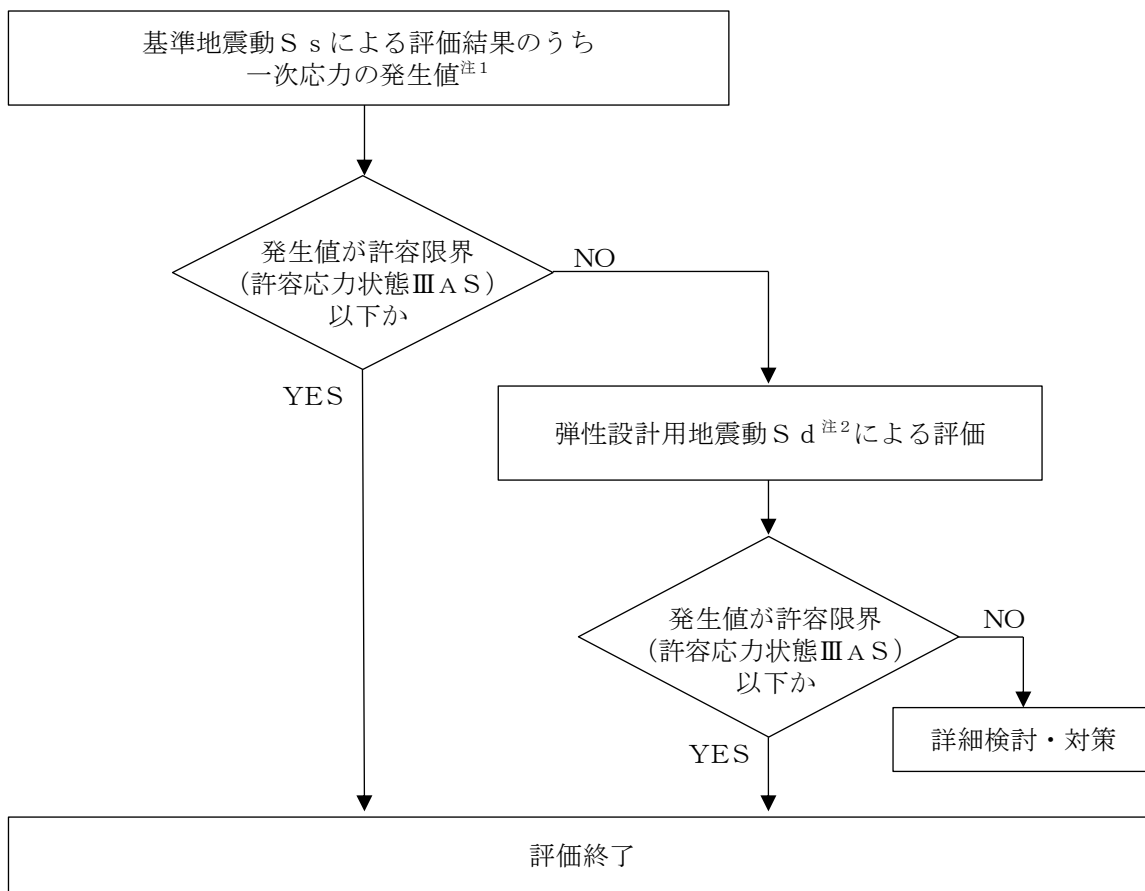 基準地震動Ｓｓによる評価結果のうち
一次応力の発生値注１
発生値が許容限界
（許容応力状態ⅢAＳ）
以下か
NO
YES
弾性設計用地震動Ｓｄ注２による評価
発生値が許容限界
（許容応力状態ⅢAＳ）
以下か
NO
詳細検討・対策
YES
評価終了